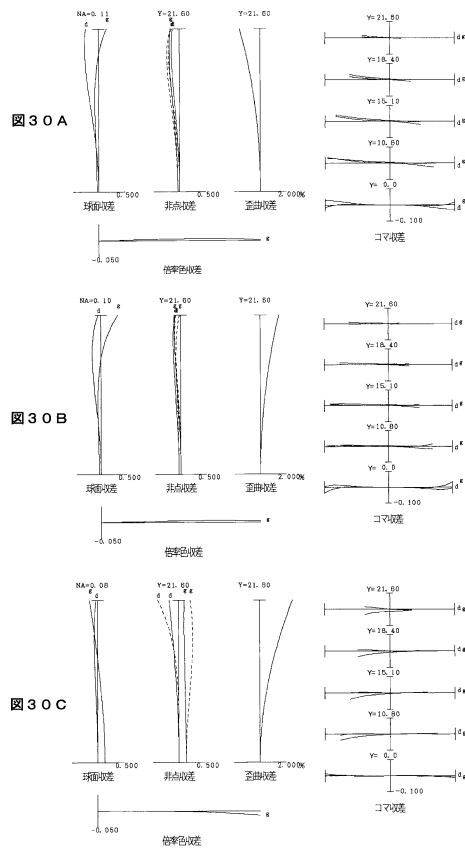 図３０Ａ
NA=0.11
d g
0.500
球面収差
Y=21.60
g
d
0.500
非点収差
Y=21.60
2.000%
歪曲収差
g
-0.050
倍率色収差
Y=21.60
d g
Y=18.40
d g
Y=15.10
d g
Y=10.80
d g
Y= 0.0
d g
-0.100
コマ収差
図３０Ｂ
NA=0.10
d g
0.500
球面収差
Y=21.60
g g
d
0.500
非点収差
Y=21.60
2.000%
歪曲収差
g
-0.050
倍率色収差
Y=21.60
d g
Y=18.40
d g
Y=15.10
d g
Y=10.80
d g
Y= 0.0
d g
-0.100
コマ収差
図３０Ｃ
NA=0.08
g d
0.500
球面収差
Y=21.60
d d g g
0.500
非点収差
Y=21.60
2.000%
歪曲収差
g
-0.050
倍率色収差
Y=21.60
d g
Y=18.40
d g
Y=15.10
d g
Y=10.80
d g
Y= 0.0
d g
-0.100
コマ収差